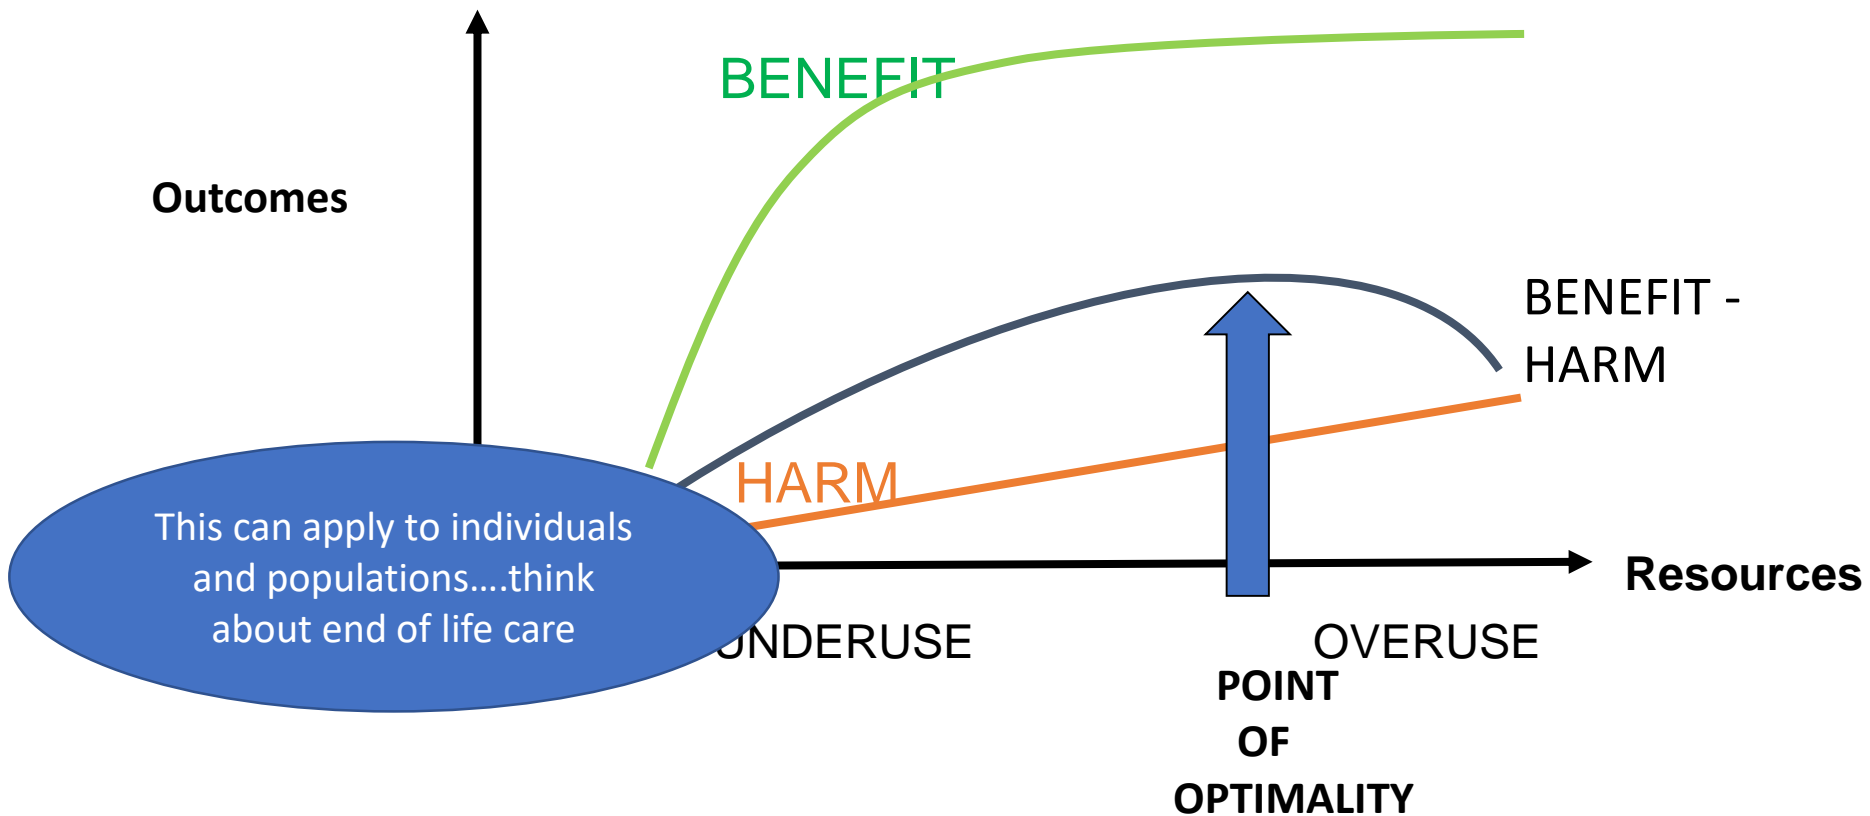 BENEFIT
Outcomes
BENEFIT -
HARM
HARM
This can apply to individuals
and populations....think
about end of life care
Resources
UNDERUSE
OVERUSE
POINT
OF
OPTIMALITY